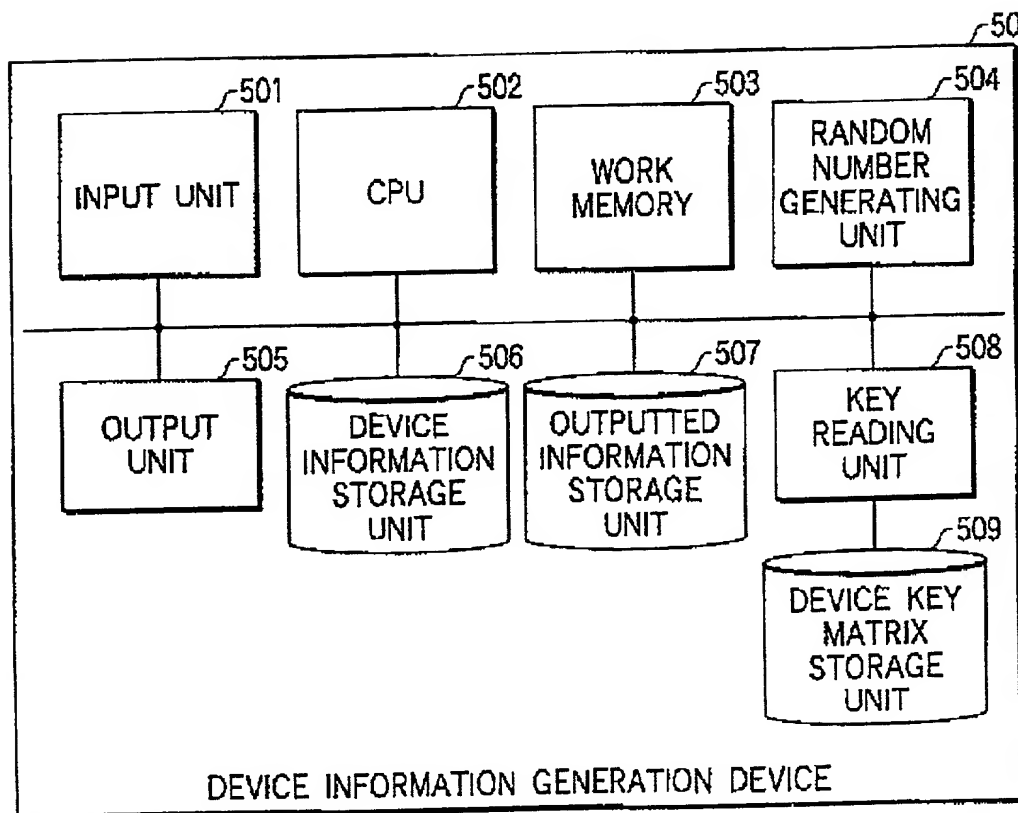 50
501
502
503
504
INPUT UNIT
CPU
WORK
MEMORY
RANDOM
NUMBER
GENERATING
UNIT
505
506
507
508
OUTPUT
UNIT
DEVICE
INFORMATION
STORAGE
UNIT
OUTPUTTED
INFORMATION
STORAGE
UNIT
KEY
READING
UNIT
509
DEVICE KEY
MATRIX
STORAGE
UNIT
DEVICE INFORMATION GENERATION DEVICE